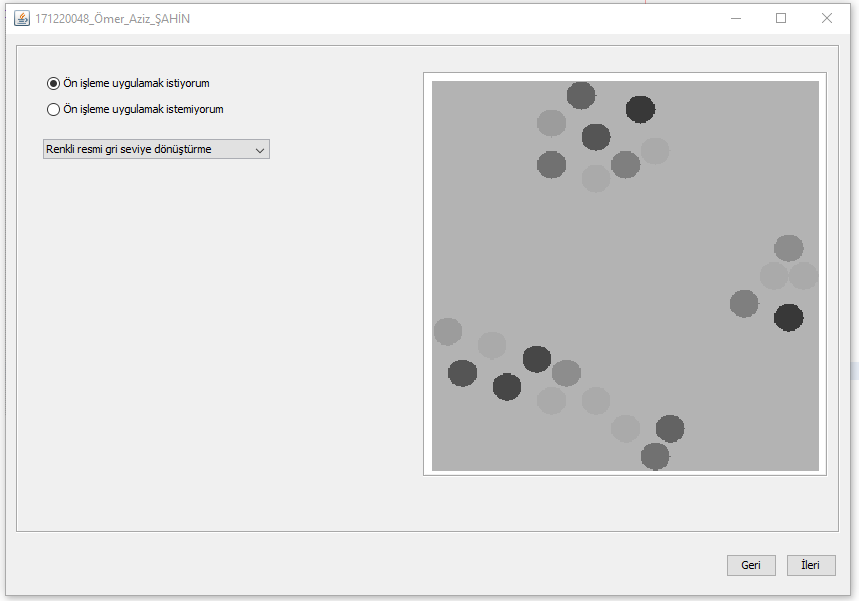 171220048_Ömer_Aziz_ŞAHİN
Ön işleme uygulamak istiyorum
Ön işleme uygulamak istemiyorum
Renkli resmi gri seviye dönüştürme
Geri
İleri